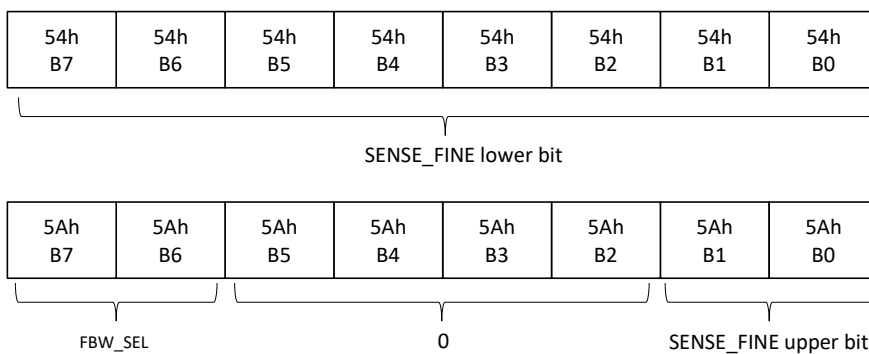 54h 54h 54h 54h 54h 54h 54h 54h
B7 B6 B5 B4 B3 B2 B1 B0
SENSE_FINE lower bit
5Ah 5Ah 5Ah 5Ah 5Ah 5Ah 5Ah 5Ah
B7 B6 B5 B4 B3 B2 B1 B0
FBW_SEL 0 SENSE_FINE upper bit